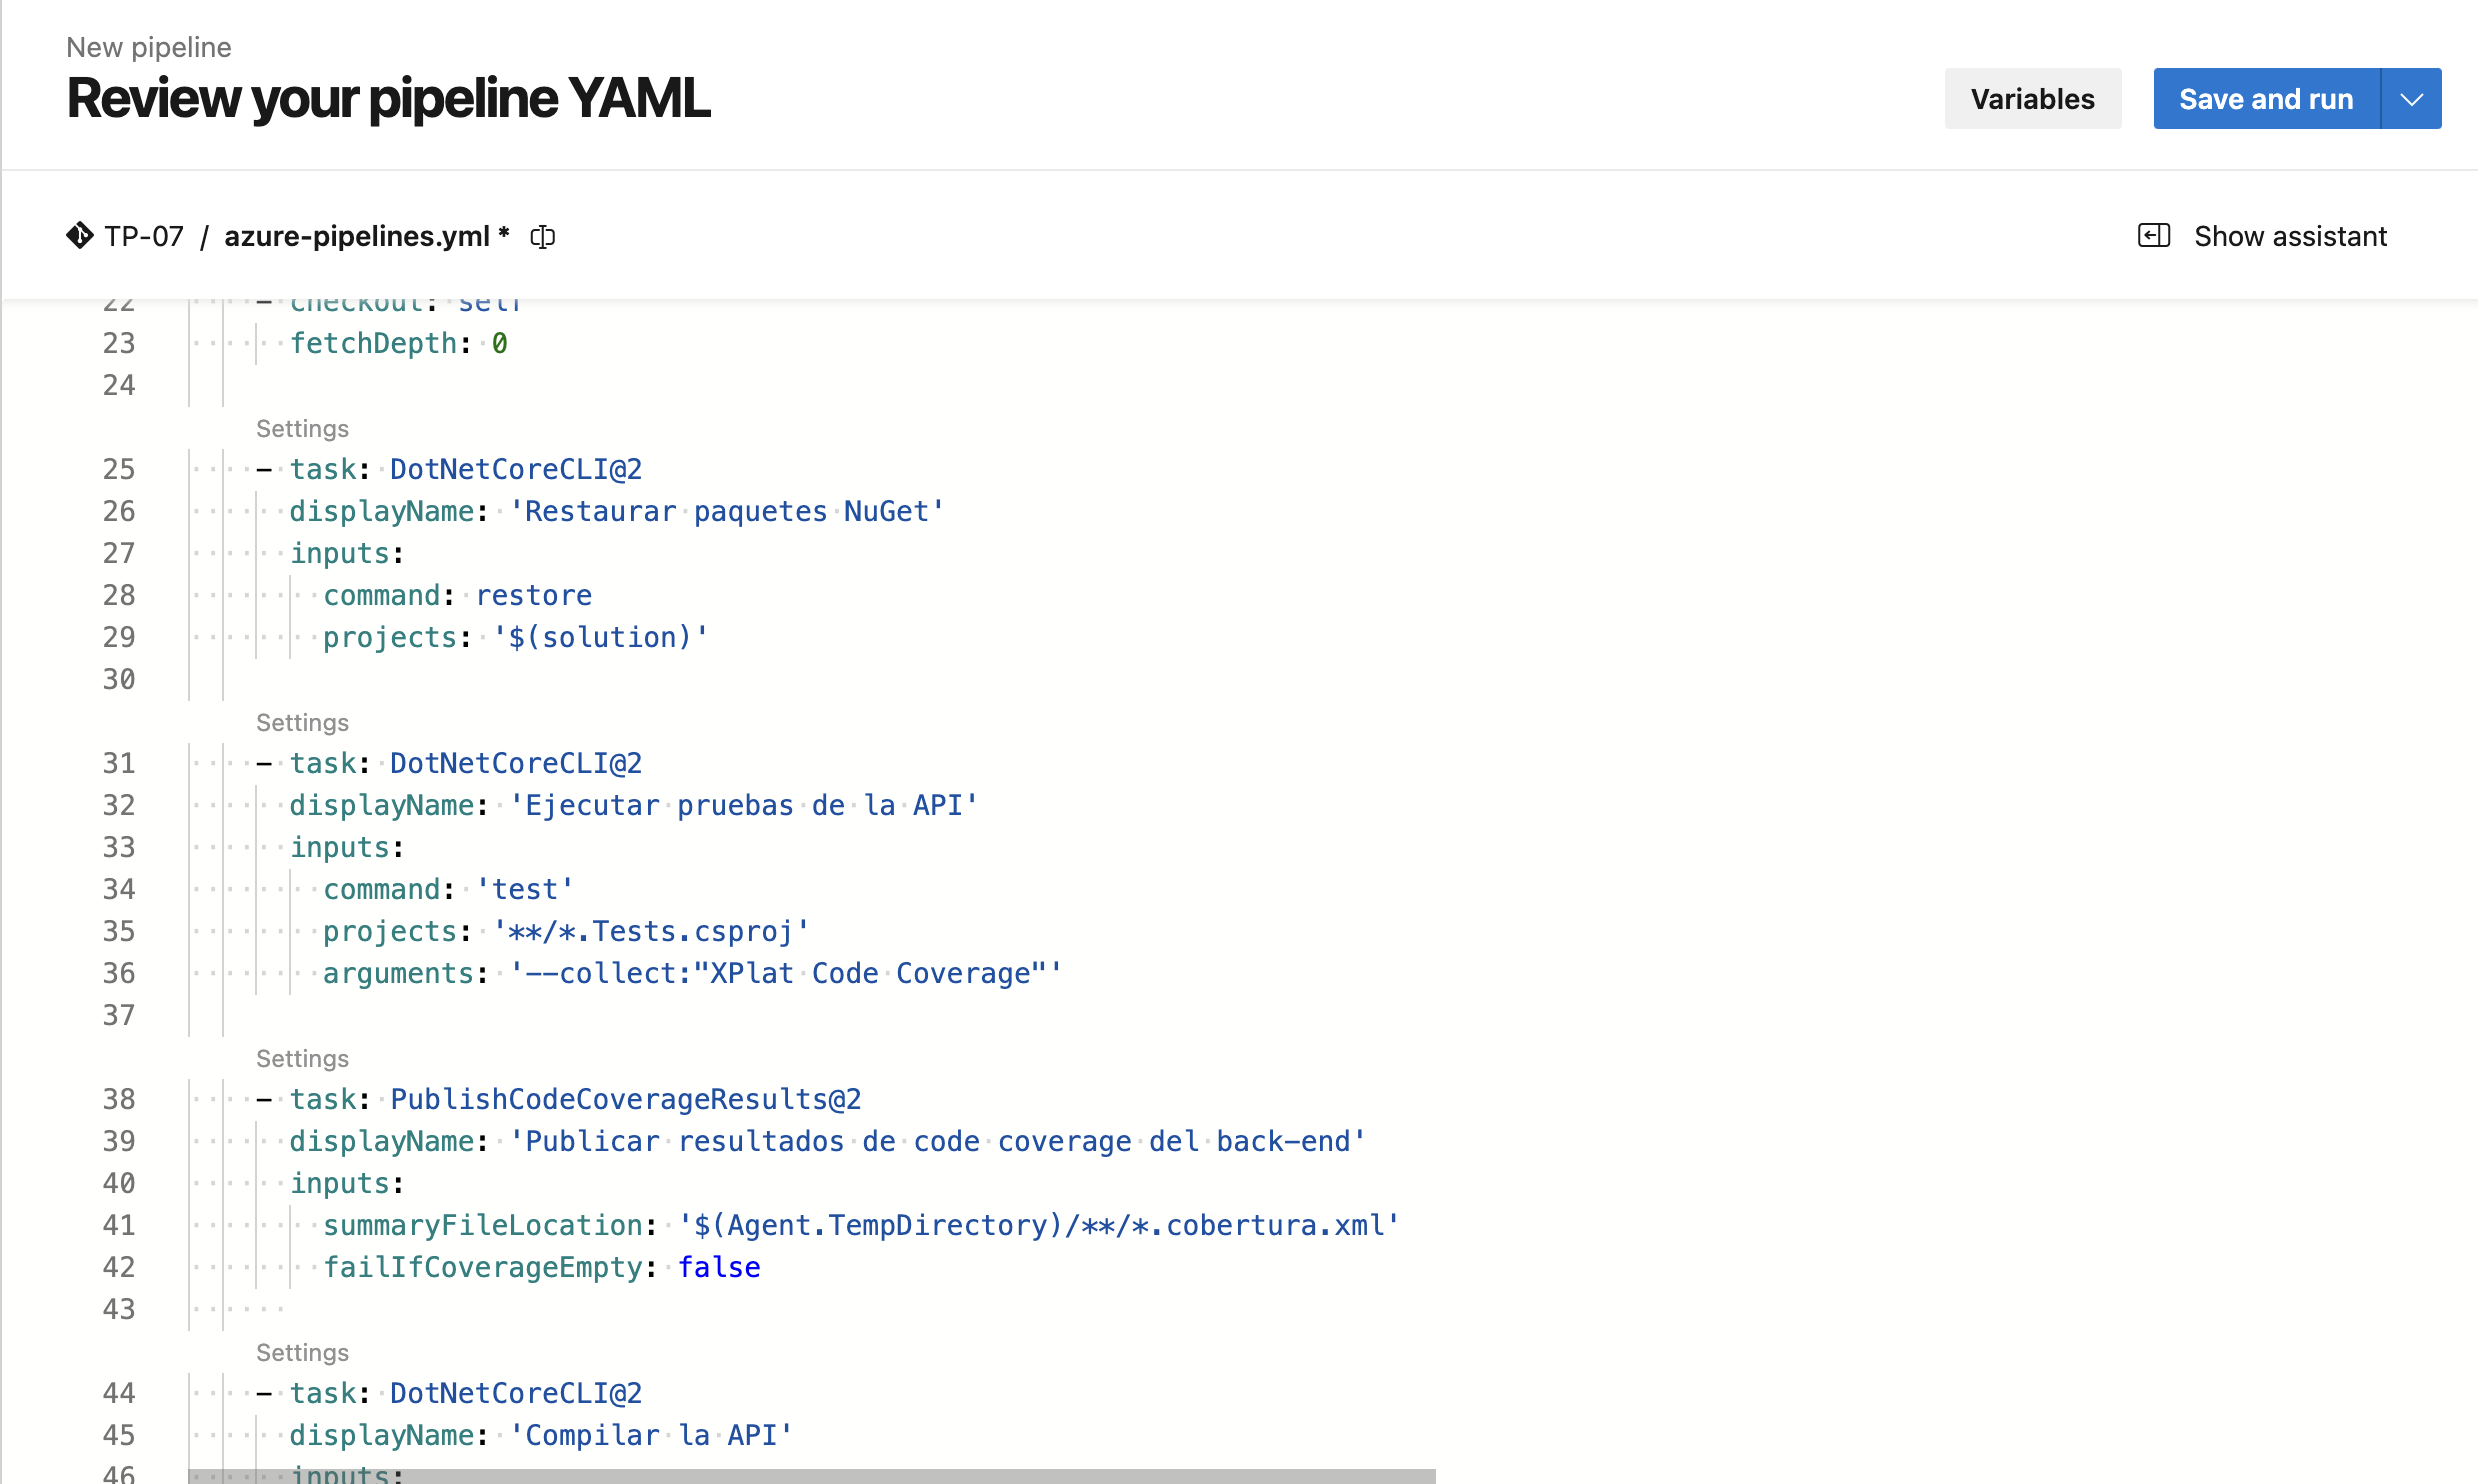 New pipeline
Review your pipeline YAML
Variables
Save and run
TP-07 / azure-pipelines.yml *
Show assistant
22 - checkout: self
23 fetchDepth: 0
24
Settings
25 - task: DotNetCoreCLI@2
26 displayName: 'Restaurar paquetes NuGet'
27 inputs:
28 command: restore
29 projects: '$(solution)'
30
Settings
31 - task: DotNetCoreCLI@2
32 displayName: 'Ejecutar pruebas de la API'
33 inputs:
34 command: 'test'
35 projects: '**/*.Tests.csproj'
36 arguments: '--collect:"XPlat Code Coverage"'
37
Settings
38 - task: PublishCodeCoverageResults@2
39 displayName: 'Publicar resultados de code coverage del back-end'
40 inputs:
41 summaryFileLocation: '$(Agent.TempDirectory)/**/*.cobertura.xml'
42 failIfCoverageEmpty: false
43
Settings
44 - task: DotNetCoreCLI@2
45 displayName: 'Compilar la API'
46 inputs: